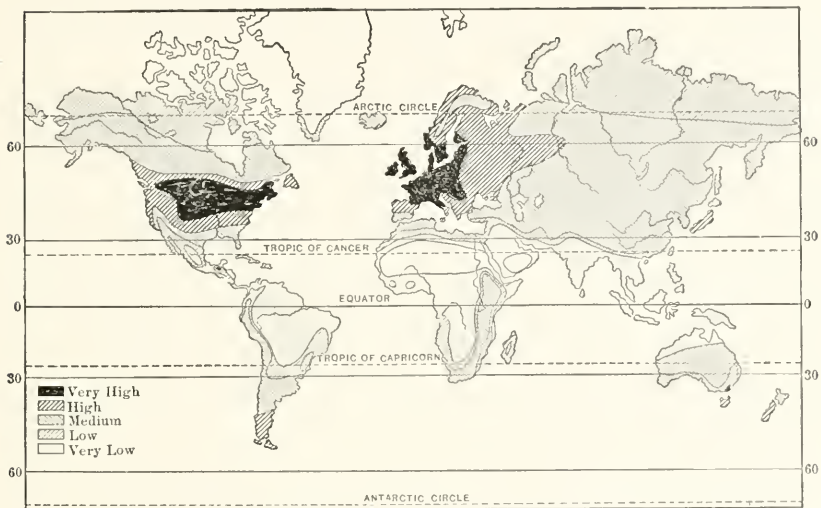 ARCTIC CIRCLE
60 60
30 30
TROPIC OF CANCER
EQUATOR
0 0
TROPIC OF CAPRICORN
30 30
Very High
High
Medium
Low
Very Low
60 60
ANTARCTIC CIRCLE